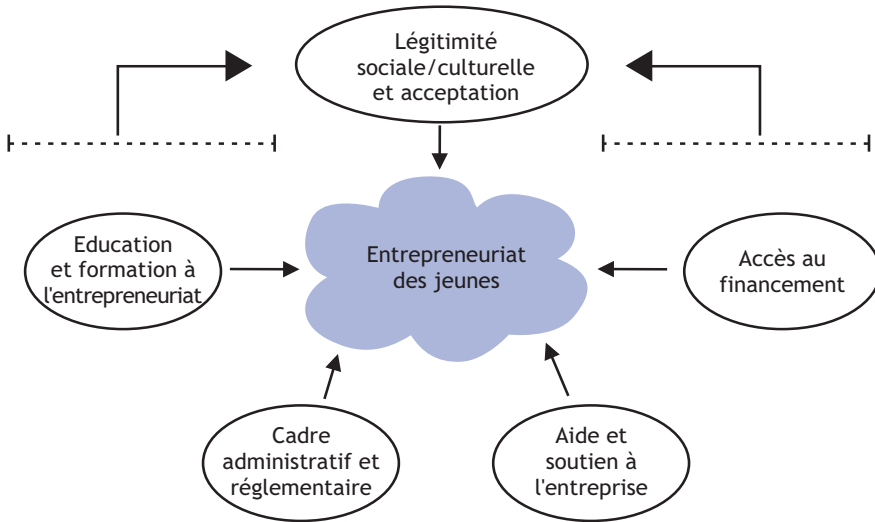 Légitimité
sociale/culturelle
et acceptation
Education
et formation à
l'entrepreneuriat
Entrepreneuriat
des jeunes
Accès au
financement
Cadre
administratif et
réglementaire
Aide et
soutien à
l'entreprise